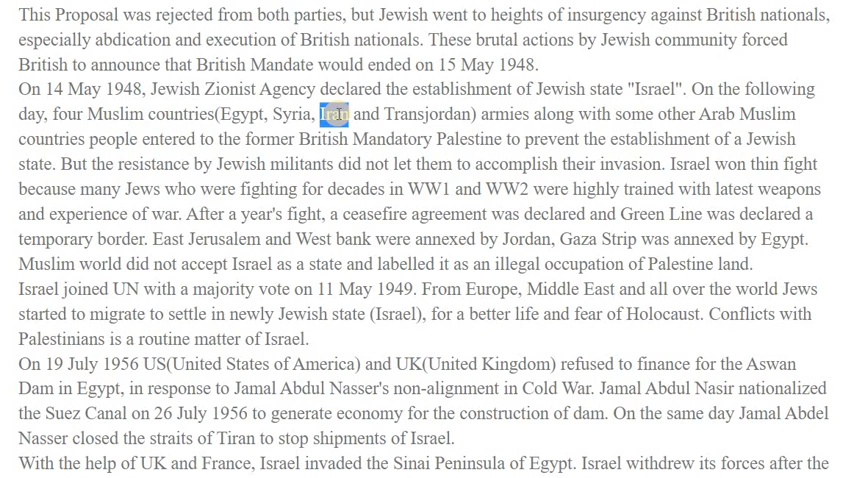 This Proposal was rejected from both parties, but Jewish went to heights of insurgency against British nationals,
especially abdication and execution of British nationals. These brutal actions by Jewish community forced
British to announce that British Mandate would ended on 15 May 1948.
On 14 May 1948, Jewish Zionist Agency declared the establishment of Jewish state "Israel". On the following
day, four Muslim countries(Egypt, Syria, Iran and Transjordan) armies along with some other Arab Muslim
countries people entered to the former British Mandatory Palestine to prevent the establishment of a Jewish
state. But the resistance by Jewish militants did not let them to accomplish their invasion. Israel won thin fight
because many Jews who were fighting for decades in WW1 and WW2 were highly trained with latest weapons
and experience of war. After a year's fight, a ceasefire agreement was declared and Green Line was declared a
temporary border. East Jerusalem and West bank were annexed by Jordan, Gaza Strip was annexed by Egypt.
Muslim world did not accept Israel as a state and labelled it as an illegal occupation of Palestine land.
Israel joined UN with a majority vote on 11 May 1949. From Europe, Middle East and all over the world Jews
started to migrate to settle in newly Jewish state (Israel), for a better life and fear of Holocaust. Conflicts with
Palestinians is a routine matter of Israel.
On 19 July 1956 US(United States of America) and UK(United Kingdom) refused to finance for the Aswan
Dam in Egypt, in response to Jamal Abdul Nasser's non-alignment in Cold War. Jamal Abdul Nasir nationalized
the Suez Canal on 26 July 1956 to generate economy for the construction of dam. On the same day Jamal Abdel
Nasser closed the straits of Tiran to stop shipments of Israel.
With the help of UK and France, Israel invaded the Sinai Peninsula of Egypt. Israel withdrew its forces after the